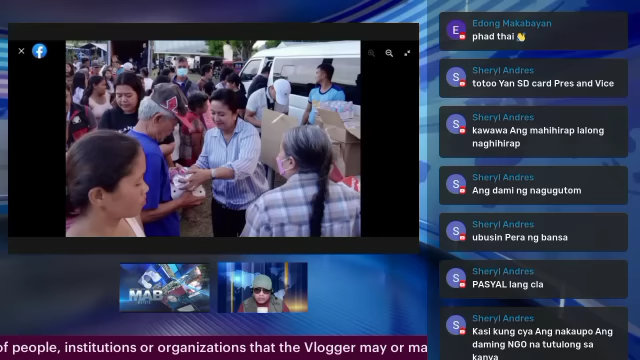 MAB
of people, institutions or organizations that the Vlogger may or ma
Edong Makabayan
phad thai 👋
Sheryl Andres
totoo Yan SD card Pres and Vice
Sheryl Andres
kawawa Ang mahihirap lalong
naghihirap
Sheryl Andres
Ang dami ng nagugutom
Sheryl Andres
ubusin Pera ng bansa
Sheryl Andres
PASYAL lang cla
Sheryl Andres
Kasi kung cya Ang nakaupo Ang
daming NGO na tutulong sa
kanya